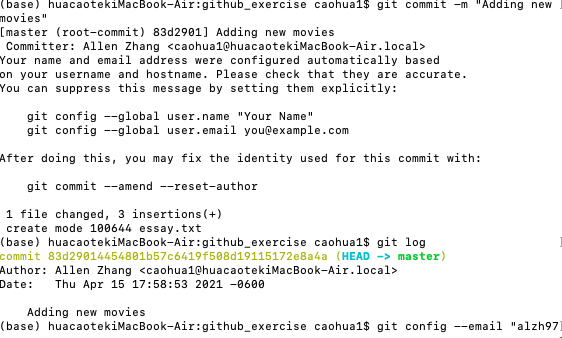 (base) huacaotekiMacBook-Air:github_exercise caohua1$ git commit -m "Adding new
movies"
[master (root-commit) 83d2901] Adding new movies
 Committer: Allen Zhang <caohua1@huacaotekiMacBook-Air.local>
Your name and email address were configured automatically based
on your username and hostname. Please check that they are accurate.
You can suppress this message by setting them explicitly:

    git config --global user.name "Your Name"
    git config --global user.email you@example.com

After doing this, you may fix the identity used for this commit with:

    git commit --amend --reset-author

 1 file changed, 3 insertions(+)
 create mode 100644 essay.txt
(base) huacaotekiMacBook-Air:github_exercise caohua1$ git log
commit 83d29014454801b57c6419f508d19115172e8a4a (HEAD -> master)
Author: Allen Zhang <caohua1@huacaotekiMacBook-Air.local>
Date:   Thu Apr 15 17:58:53 2021 -0600

    Adding new movies
(base) huacaotekiMacBook-Air:github_exercise caohua1$ git config --email "alzh97